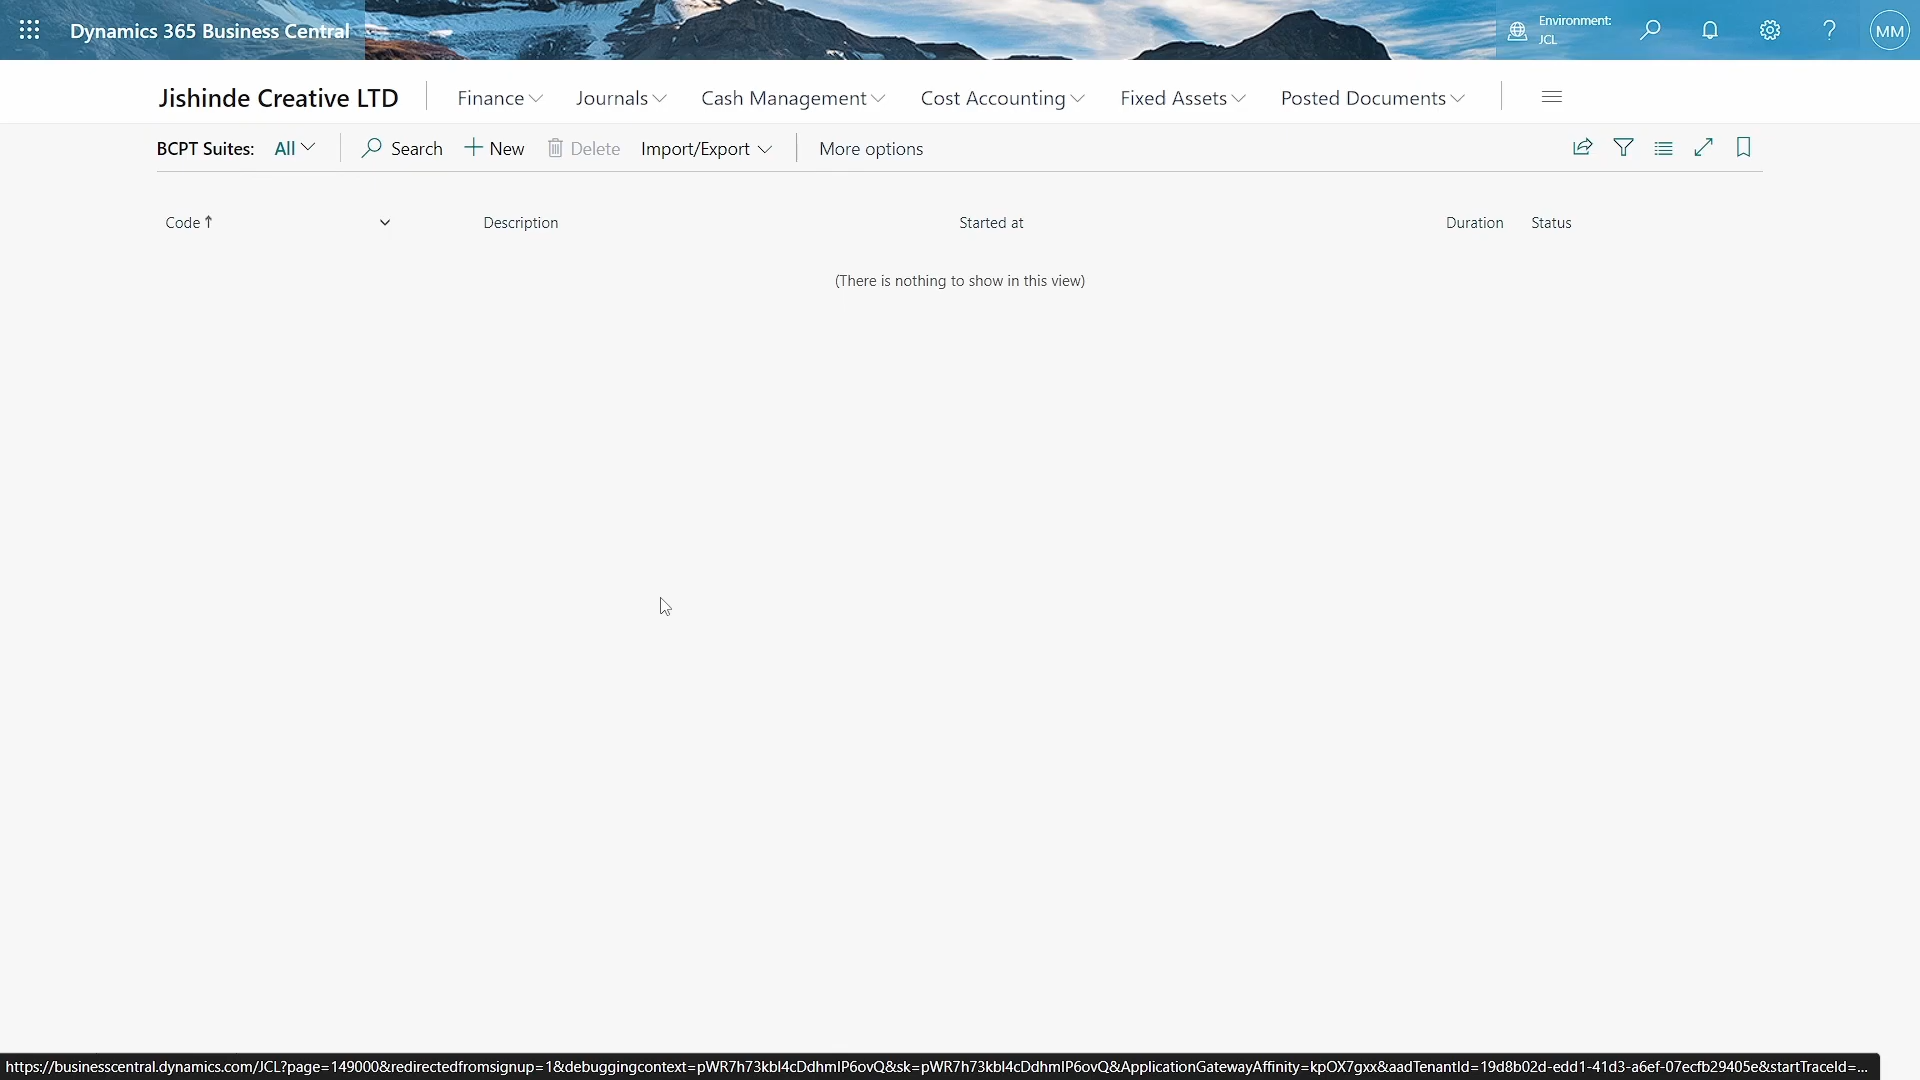 Dynamics 365 Business Central
Environment:
JCL
?
MM
Jishinde Creative LTD
Finance
Journals
Cash Management
Cost Accounting
Fixed Assets
Posted Documents
BCPT Suites: All
Search
New
Delete
Import/Export
More options
Code ↑
Description
Started at
Duration
Status
(There is nothing to show in this view)
https://businesscentral.dynamics.com/JCL?page=149000&redirectedfromsignup=1&debuggingcontext=pWR7h73kbl4cDdhmIP6ovQ&sk=pWR7h73kbl4cDdhmIP6ovQ&ApplicationGatewayAffinity=kpOX7gxx&aadTenantId=19d8b02d-edd1-41d3-a6ef-07ecfb29405e&startTraceId=...